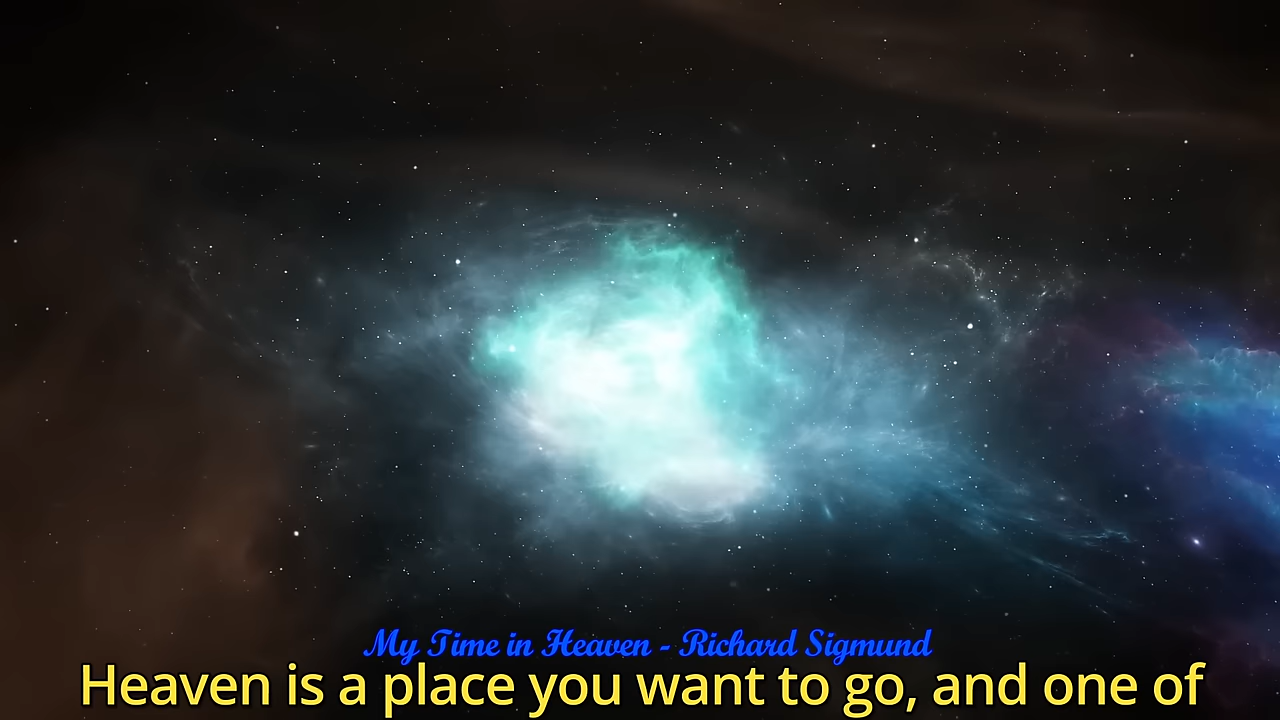 My Time in Heaven - Richard Sigmund
Heaven is a place you want to go, and one of